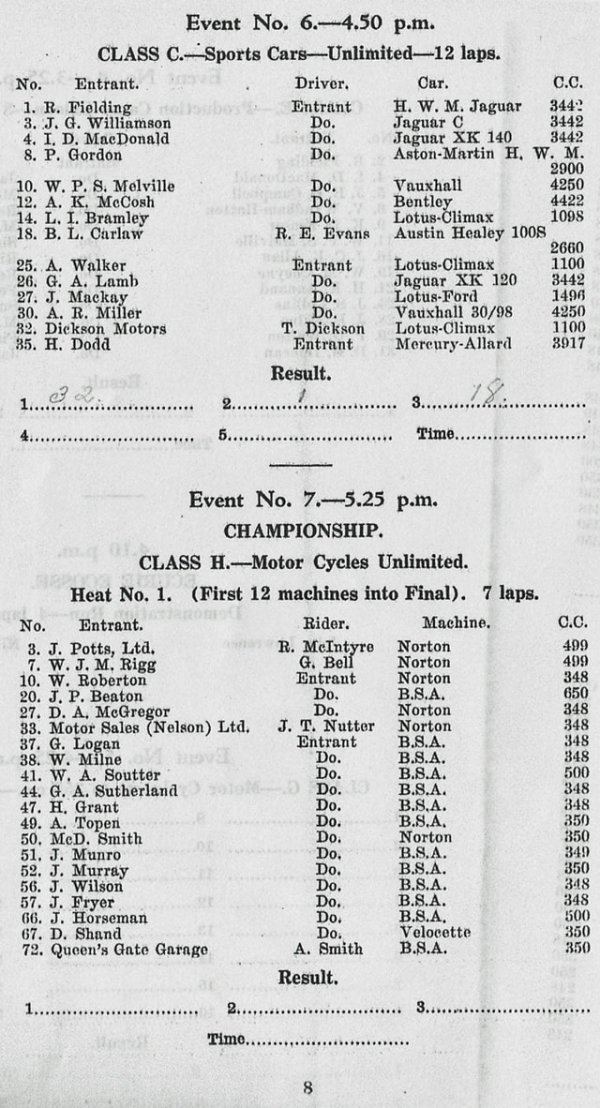 Event No. 6.—4.50 p.m.
CLASS C.—Sports Cars—Unlimited—12 laps.
No. Entrant. Driver. Car. C.C.
1. R. Fielding Entrant H. W. M. Jaguar 3442
3. J. G. Williamson Do. Jaguar C 3442
4. I. D. MacDonald Do. Jaguar XK 140 3442
8. P. Gordon Do. Aston-Martin H. W. M.
2900
10. W. P. S. Melville Do. Vauxhall 4250
12. A. K. McCosh Do. Bentley 4422
14. L. I. Bramley Do. Lotus-Climax 1098
18. B. L. Carlaw R. E. Evans Austin Healey 100S
2660
25. A. Walker Entrant Lotus-Climax 1100
26. G. A. Lamb Do. Jaguar XK 120 3442
27. J. Mackay Do. Lotus-Ford 1496
30. A. R. Miller Do. Vauxhall 30/98 4250
32. Dickson Motors T. Dickson Lotus-Climax 1100
35. H. Dodd Entrant Mercury-Allard 3917
Result.
1. 32. 2. 1 3. 18.
4. 5. Time
Event No. 7.—5.25 p.m.
CHAMPIONSHIP.
CLASS H.—Motor Cycles Unlimited.
Heat No. 1. (First 12 machines into Final). 7 laps.
No. Entrant. Rider. Machine. C.C.
3. J. Potts, Ltd. R. McIntyre Norton 499
7. W. J. M. Rigg G. Bell Norton 499
10. W. Roberton Entrant Norton 348
20. J. P. Beaton Do. B.S.A. 650
27. D. A. McGregor Do. Norton 348
33. Motor Sales (Nelson) Ltd. J. T. Nutter Norton 348
37. G. Logan Entrant B.S.A. 348
38. W. Milne Do. B.S.A. 348
41. W. A. Soutter Do. B.S.A. 500
44. G. A. Sutherland Do. B.S.A. 348
47. H. Grant Do. B.S.A. 348
49. A. Topen Do. B.S.A. 350
50. McD. Smith Do. Norton 350
51. J. Munro Do. B.S.A. 349
52. J. Murray Do. B.S.A. 350
56. J. Wilson Do. B.S.A. 348
57. J. Fryer Do. B.S.A. 348
66. J. Horseman Do. B.S.A. 500
67. D. Shand Do. Velocette 350
72. Queen's Gate Garage A. Smith B.S.A. 350
Result.
1. 2. 3.
Time
8